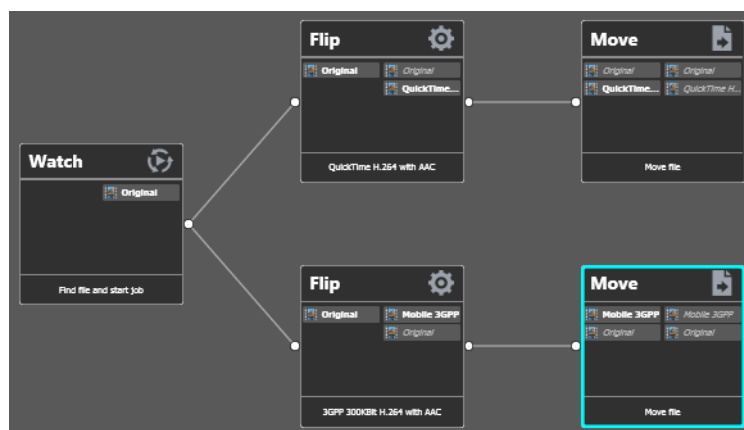 Flip
Original
Original
QuickTime...
QuickTime H.264 with AAC
Move
Original
Original
QuickTime...
QuickTime H...
Move file
Watch
Original
Find file and start job
Flip
Original
Mobile 3GPP
Original
3GPP 300KBit H.264 with AAC
Move
Mobile 3GPP
Mobile 3GPP
Original
Original
Move file